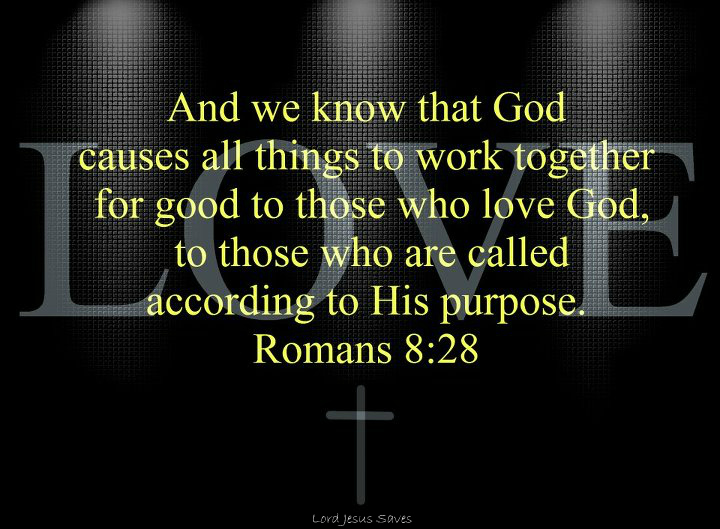 LOVE
And we know that God
causes all things to work together
for good to those who love God,
to those who are called
according to His purpose.
Romans 8:28
Lord Jesus Saves